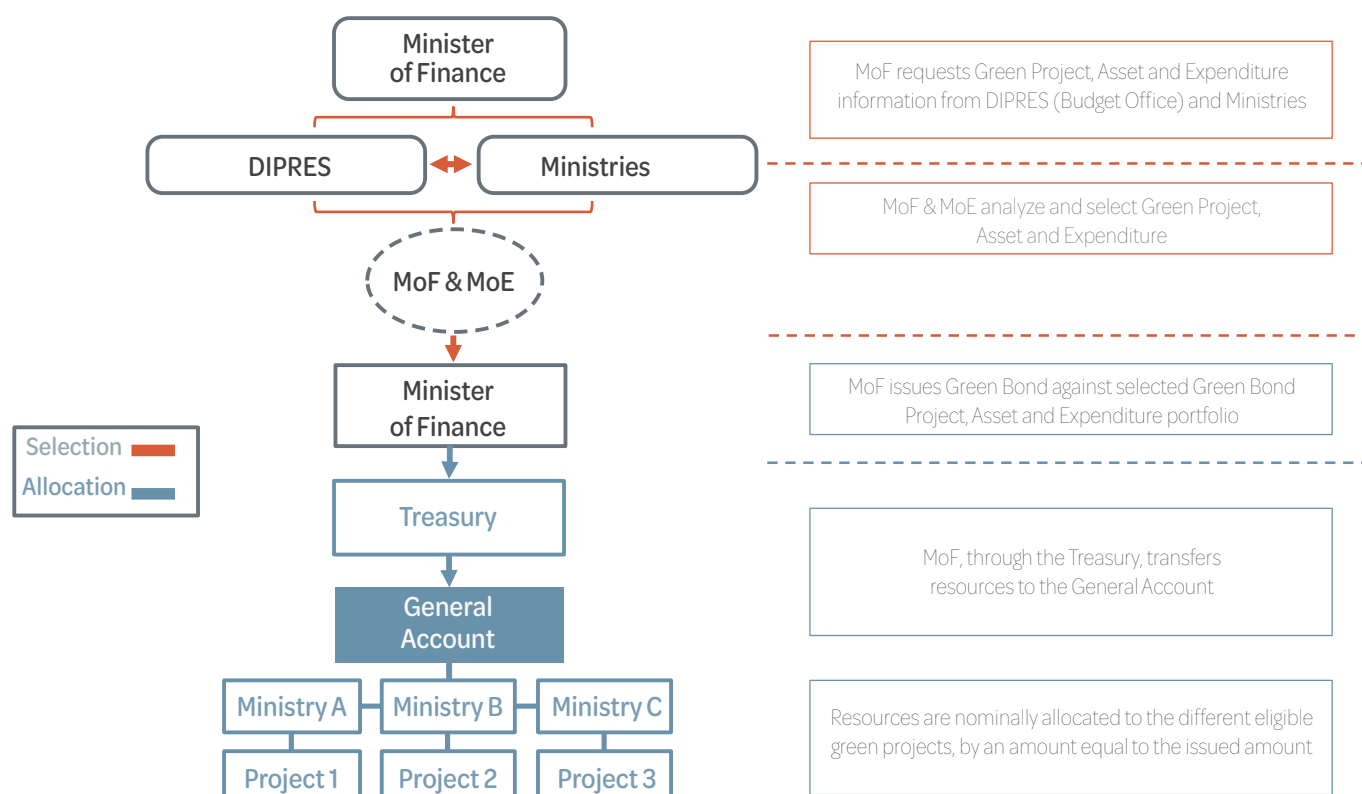 Minister
of Finance
MoF requests Green Project, Asset and Expenditure
information from DIPRES (Budget Office) and Ministries
DIPRES
Ministries
MoF & MoE analyze and select Green Project,
Asset and Expenditure
MoF & MoE
Minister
of Finance
MoF issues Green Bond against selected Green Bond
Project, Asset and Expenditure portfolio
Selection
Allocation
Treasury
MoF, through the Treasury, transfers
resources to the General Account
General
Account
Ministry A
Ministry B
Ministry C
Resources are nominally allocated to the different eligible
green projects, by an amount equal to the issued amount
Project 1
Project 2
Project 3